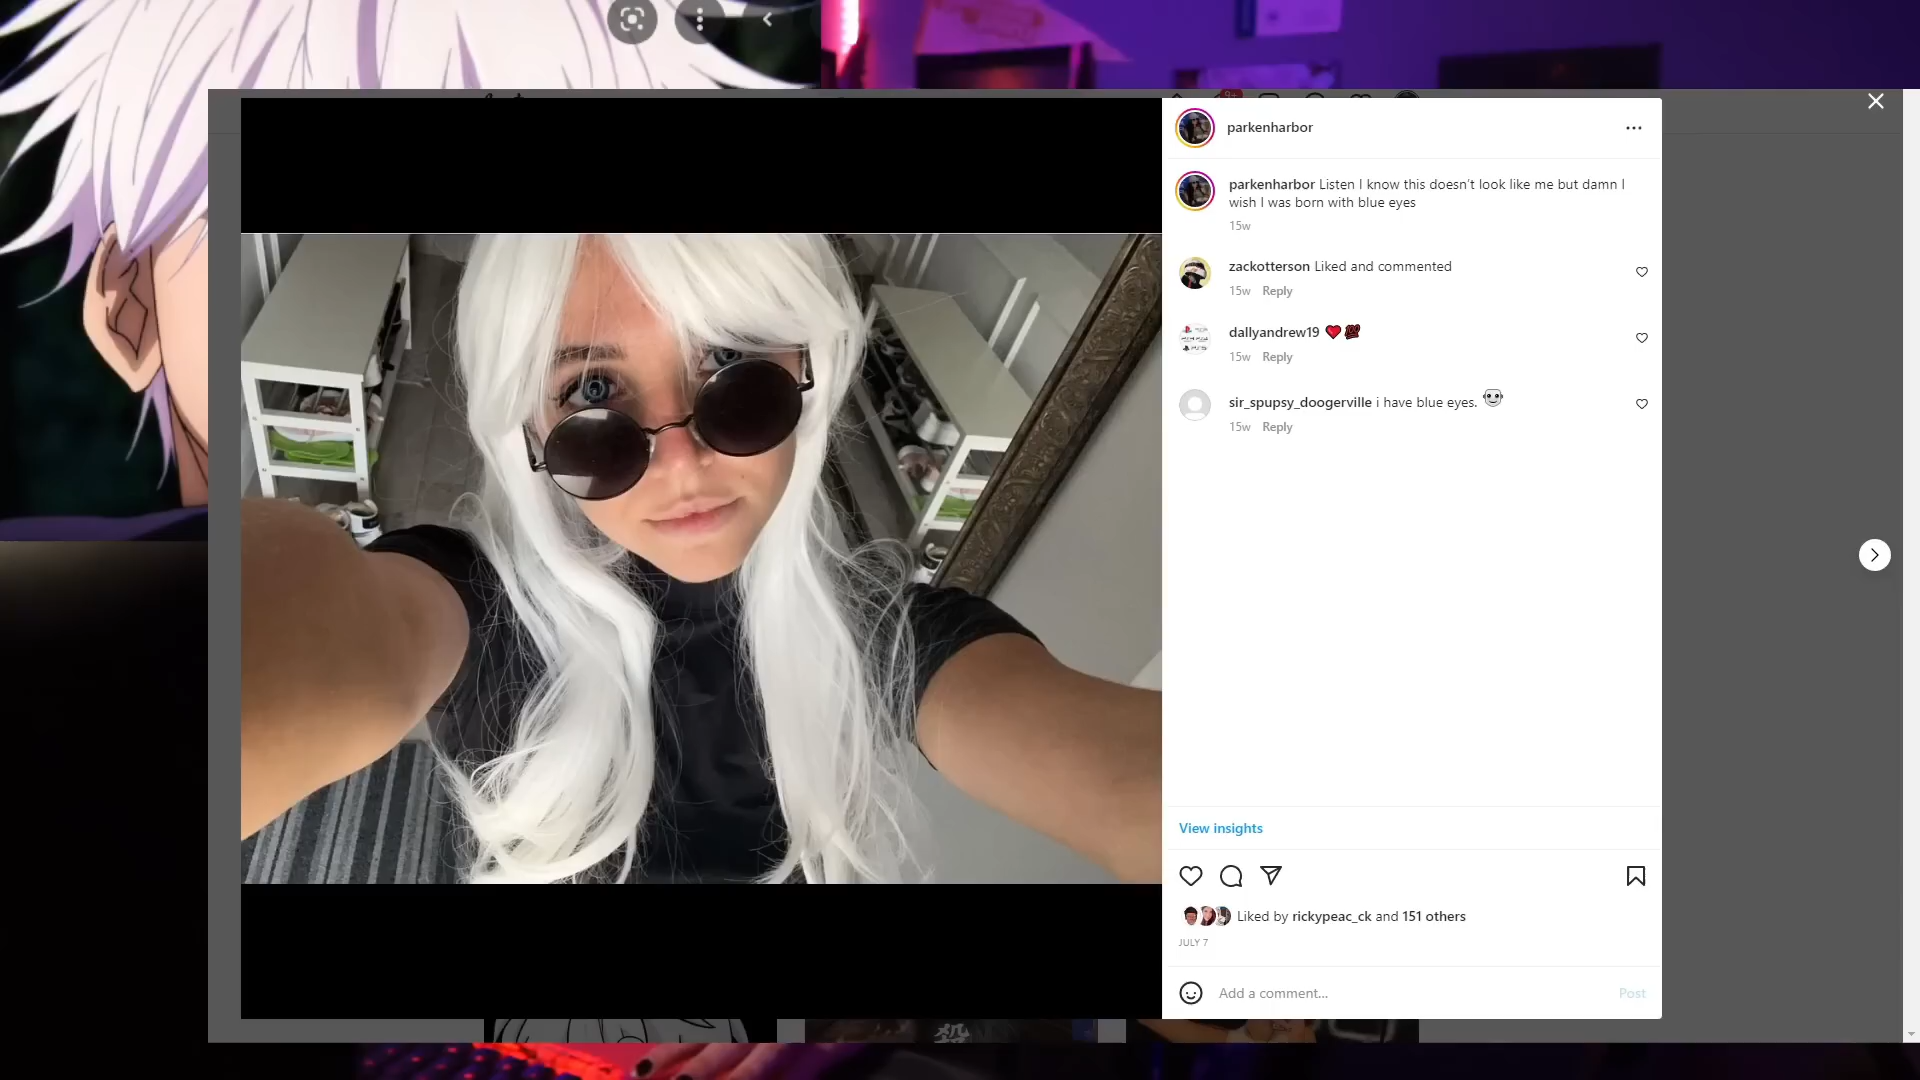 9+
parkenharbor
parkenharbor Listen I know this doesn't look like me but damn I
wish I was born with blue eyes
15w
zackotterson Liked and commented
15w Reply
dallyandrew19 ❤️💯
15w Reply
sir_spupsy_doogerville i have blue eyes.
15w Reply
View insights
Liked by rickypeac_ck and 151 others
JULY 7
Add a comment...
Post
殺